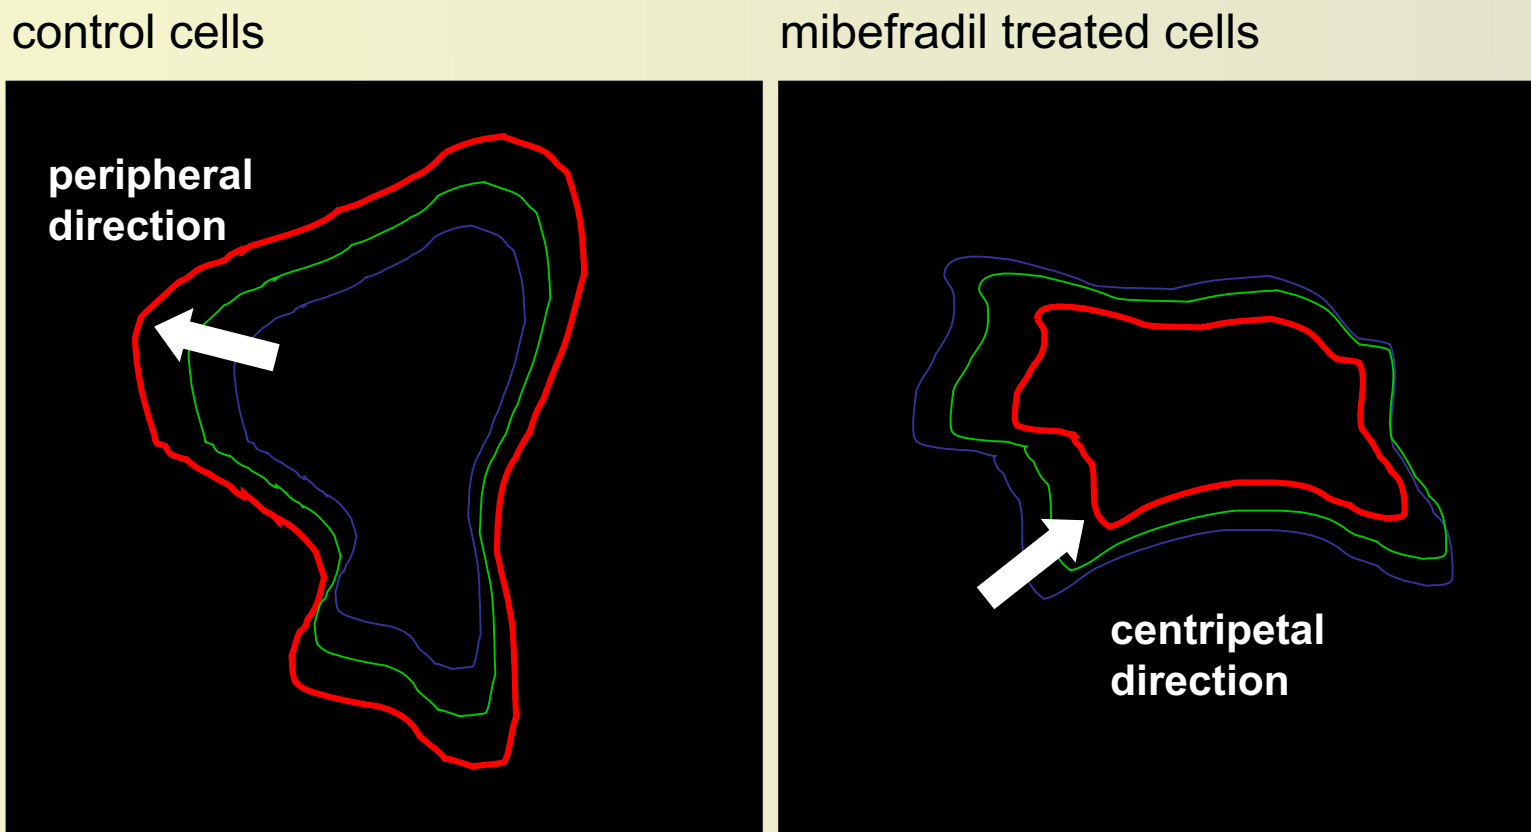 control cells
mibefradil treated cells
peripheral
direction
centripetal
direction